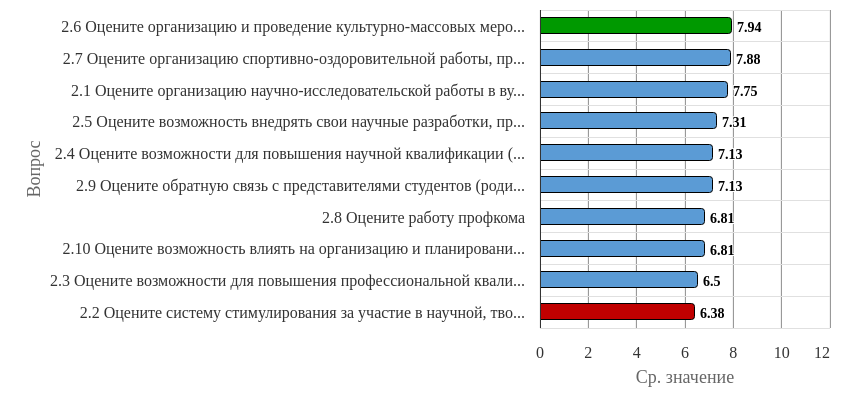 2.6 Оцените организацию и проведение культурно-массовых меро... 7.94
2.7 Оцените организацию спортивно-оздоровительной работы, пр... 7.88
2.1 Оцените организацию научно-исследовательской работы в ву... 7.75
2.5 Оцените возможность внедрять свои научные разработки, пр... 7.31
2.4 Оцените возможности для повышения научной квалификации (... 7.13
2.9 Оцените обратную связь с представителями студентов (роди... 7.13
2.8 Оцените работу профкома 6.81
2.10 Оцените возможность влиять на организацию и планировани... 6.81
2.3 Оцените возможности для повышения профессиональной квали... 6.5
2.2 Оцените систему стимулирования за участие в научной, тво... 6.38
Вопрос
0 2 4 6 8 10 12
Ср. значение